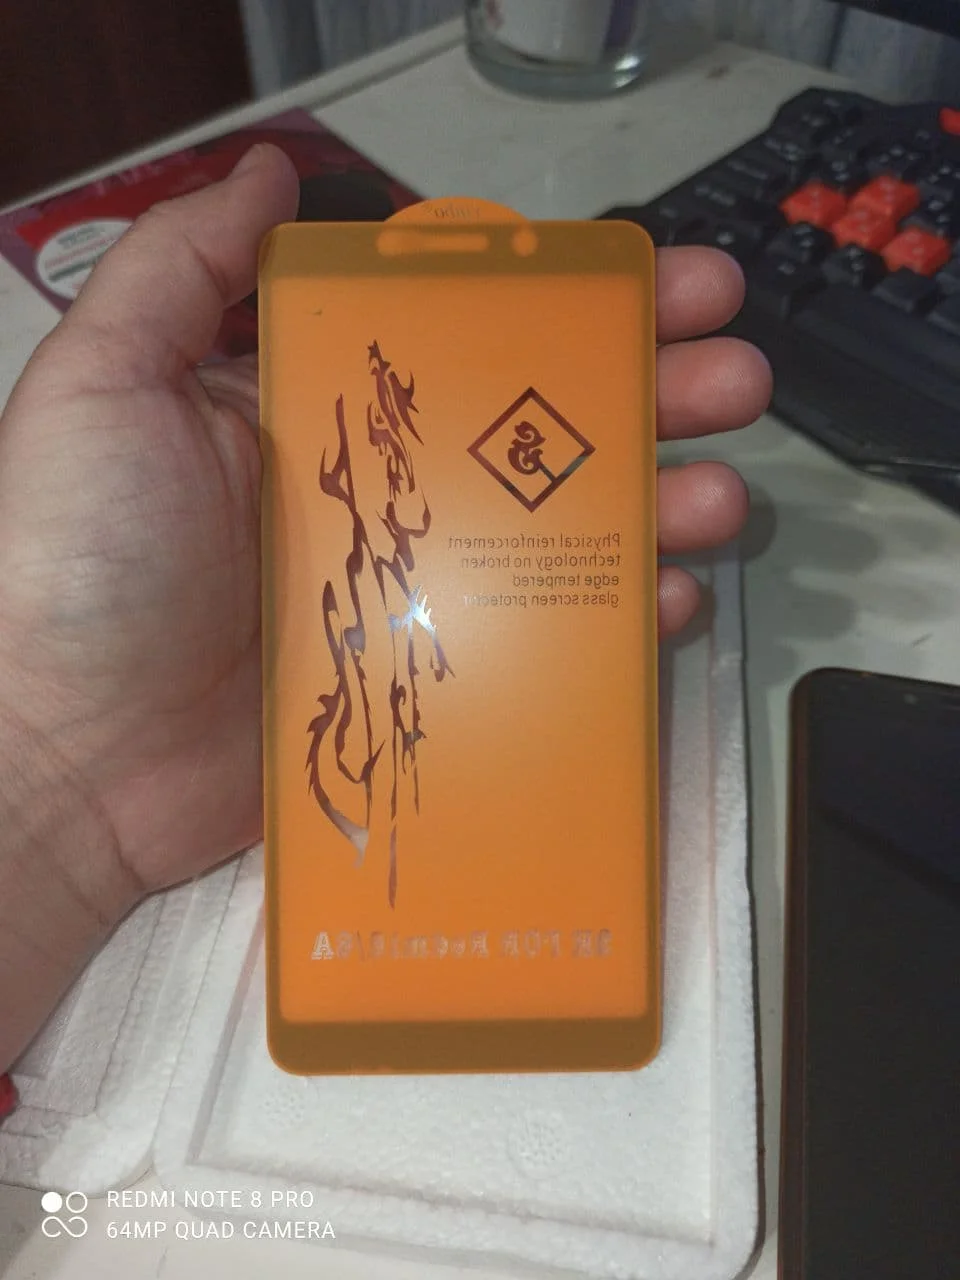 Physical reinforcement
technology no broken
edge tempered
glass screen protector
REDMI NOTE 8 PRO
64MP QUAD CAMERA